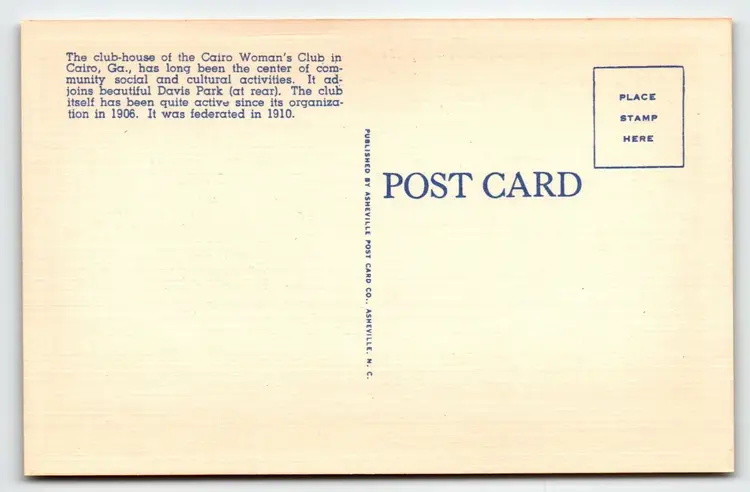 The club-house of the Cairo Woman's Club in
Cairo, Ga., has long been the center of com-
munity social and cultural activities. It ad-
joins beautiful Davis Park (at rear). The club
itself has been quite active since its organiza-
tion in 1906. It was federated in 1910.
PUBLISHED BY ASHEVILLE POST CARD CO., ASHEVILLE, N. C.
POST CARD
PLACE
STAMP
HERE